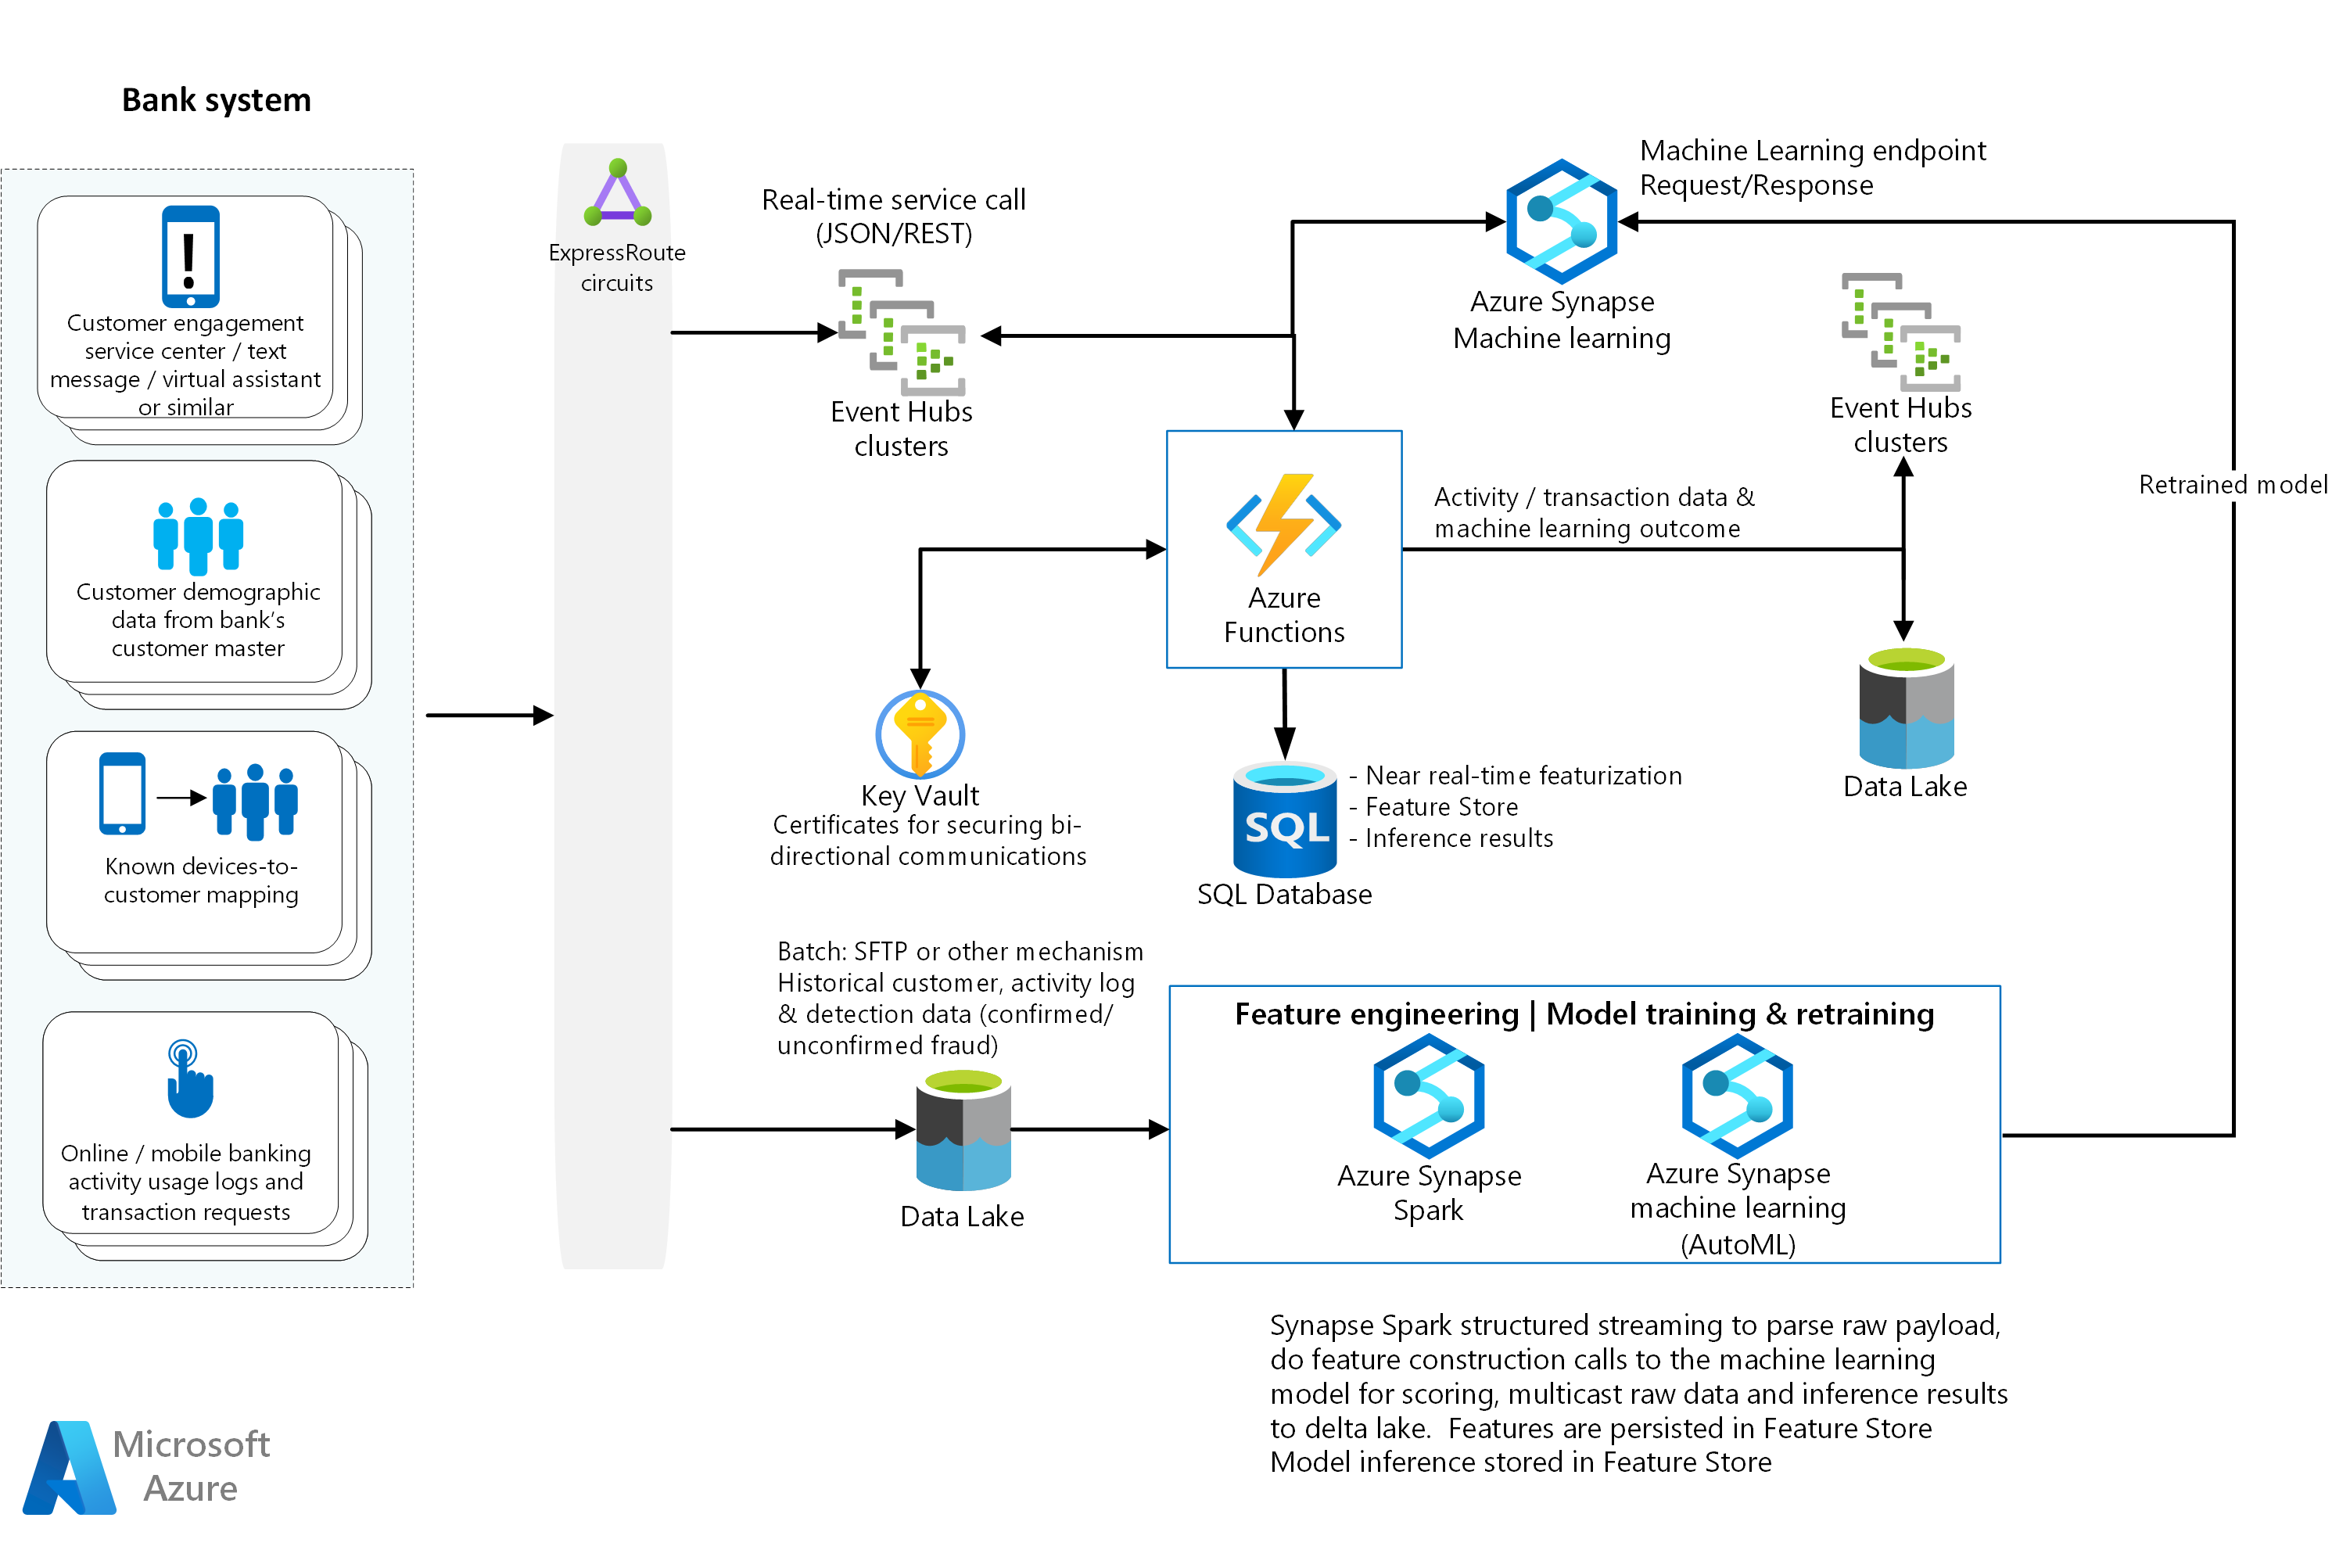 Bank system
Customer engagement
service center / text
message / virtual assistant
or similar
Customer demographic
data from bank’s
customer master
Known devices-to-
customer mapping
Online / mobile banking
activity usage logs and
transaction requests
ExpressRoute
circuits
Real-time service call
(JSON/REST)
Event Hubs
clusters
Machine Learning endpoint
Request/Response
Azure Synapse
Machine learning
Event Hubs
clusters
Retrained model
Activity / transaction data &
machine learning outcome
Azure
Functions
Key Vault
Certificates for securing bi-
directional communications
SQL
- Near real-time featurization
- Feature Store
- Inference results
SQL Database
Data Lake
Batch: SFTP or other mechanism
Historical customer, activity log
& detection data (confirmed/
unconfirmed fraud)
Data Lake
Feature engineering | Model training & retraining
Azure Synapse
Spark
Azure Synapse
machine learning
(AutoML)
Synapse Spark structured streaming to parse raw payload,
do feature construction calls to the machine learning
model for scoring, multicast raw data and inference results
to delta lake.  Features are persisted in Feature Store
Model inference stored in Feature Store
Microsoft
Azure